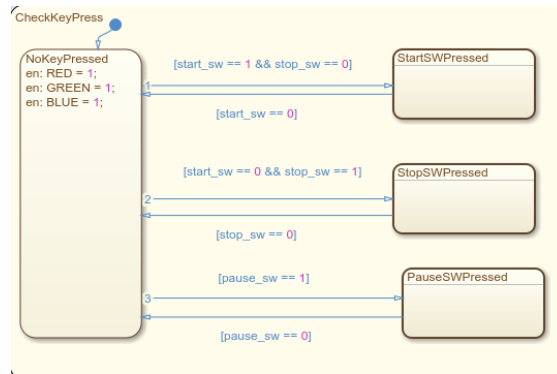 CheckKeyPress
NoKeyPressed
en: RED = 1;
en: GREEN = 1;
en: BLUE = 1;
[start_sw == 1 && stop_sw == 0]
StartSWPressed
1
[start_sw == 0]
[start_sw == 0 && stop_sw == 1]
StopSWPressed
2
[stop_sw == 0]
[pause_sw == 1]
PauseSWPressed
3
[pause_sw == 0]